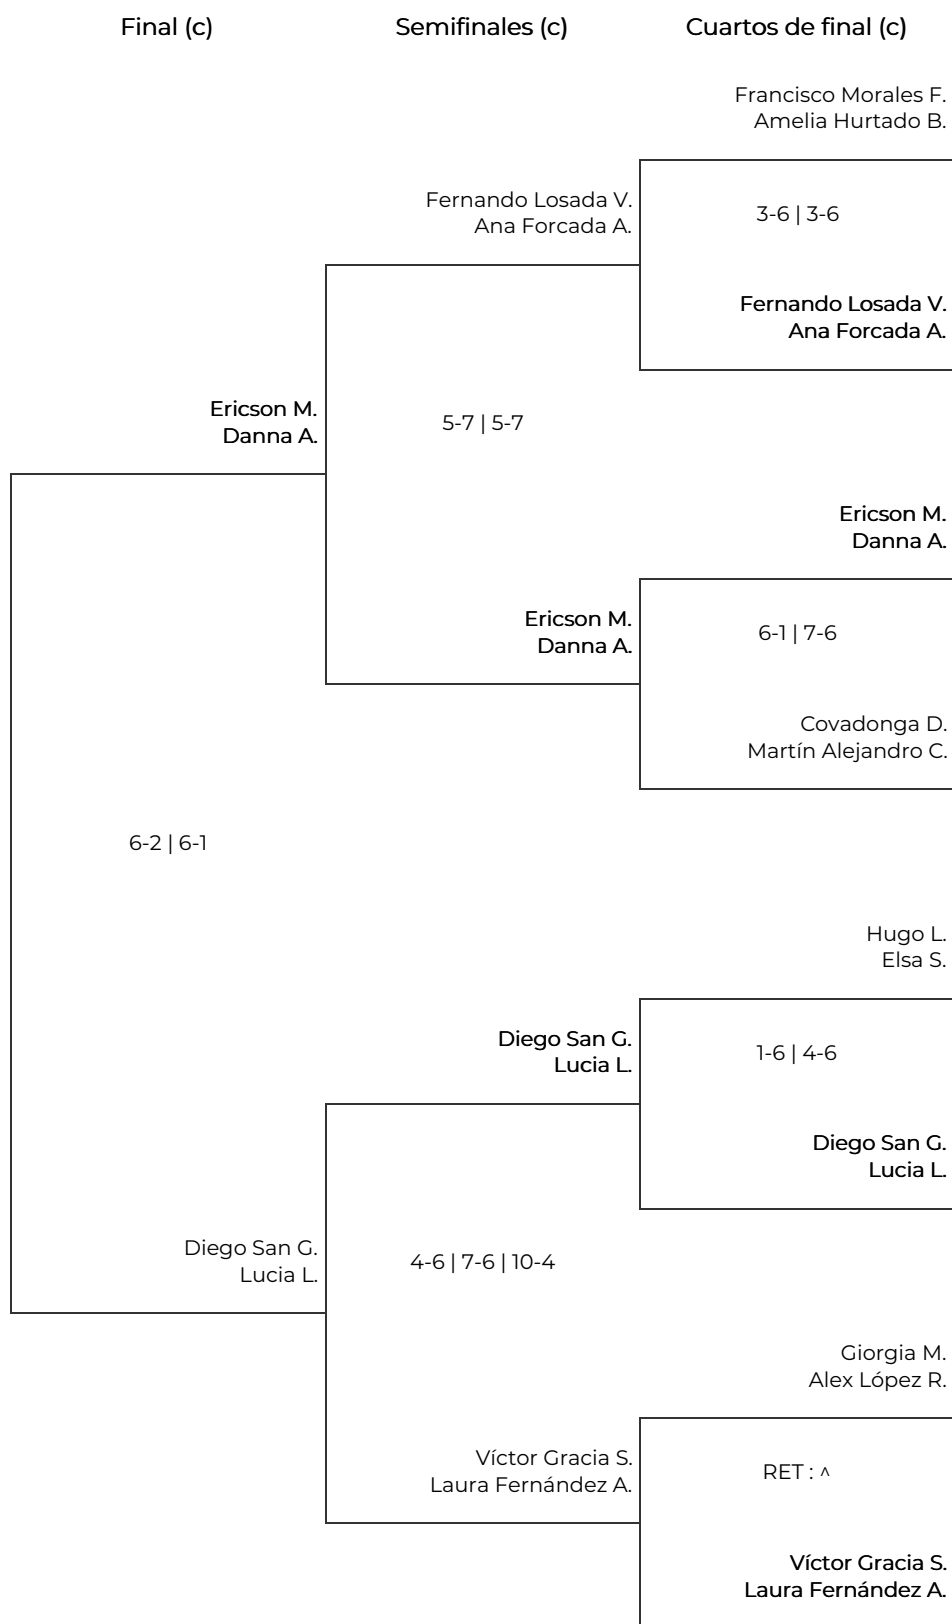 Final (c)
Semifinales (c)
Cuartos de final (c)
Francisco Morales F.
Amelia Hurtado B.
Fernando Losada V.
Ana Forcada A.
3-6 | 3-6
Fernando Losada V.
Ana Forcada A.
Ericson M.
Danna A.
5-7 | 5-7
Ericson M.
Danna A.
Ericson M.
Danna A.
6-1 | 7-6
Covadonga D.
Martín Alejandro C.
6-2 | 6-1
Hugo L.
Elsa S.
Diego San G.
Lucia L.
1-6 | 4-6
Diego San G.
Lucia L.
Diego San G.
Lucia L.
4-6 | 7-6 | 10-4
Giorgia M.
Alex López R.
Víctor Gracia S.
Laura Fernández A.
RET : ^
Víctor Gracia S.
Laura Fernández A.